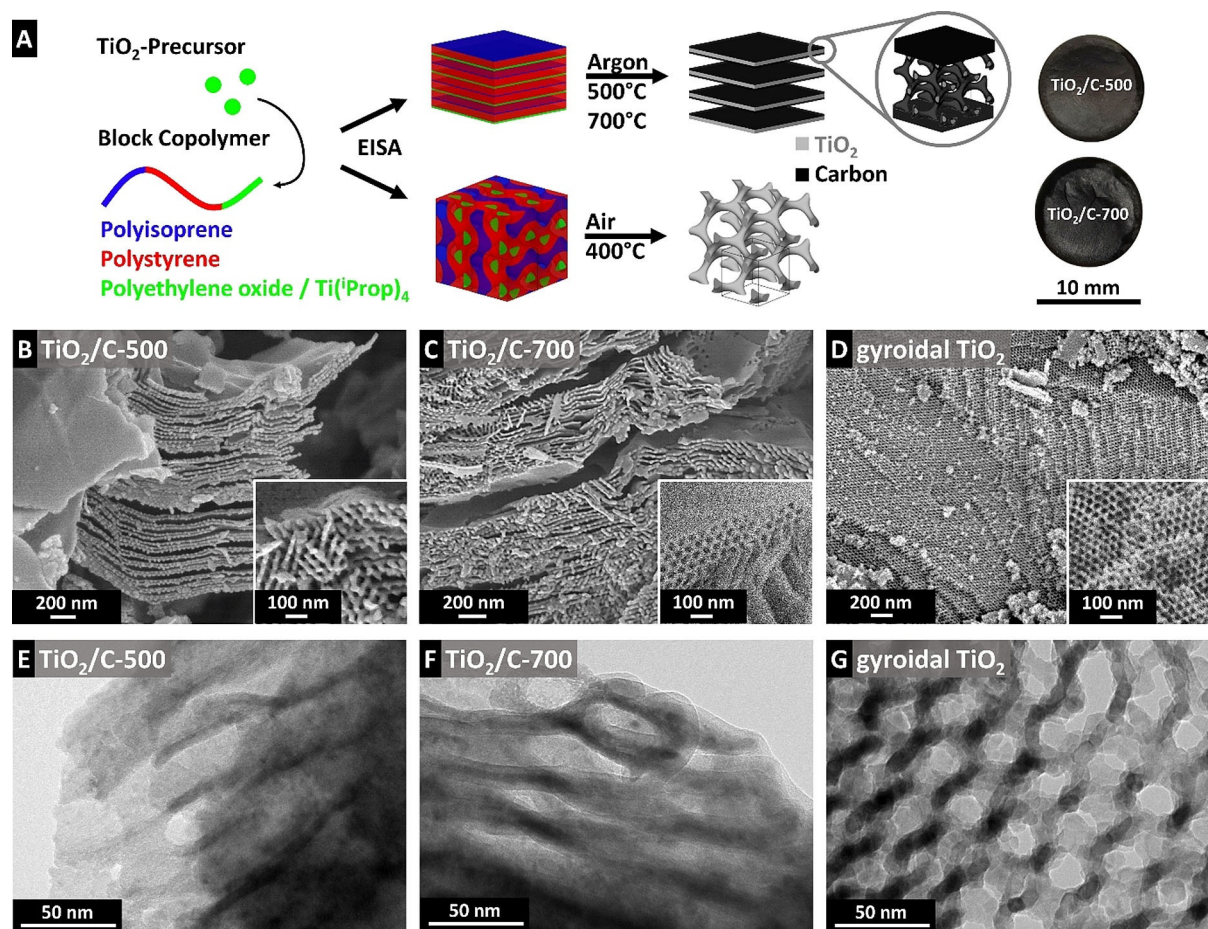 A
TiO₂-Precursor
Block Copolymer
Polyisoprene
Polystyrene
Polyethylene oxide / Ti(ⁱProp)₄
EISA
Argon
500°C
700°C
Air
400°C
TiO₂
Carbon
TiO₂/C-500
TiO₂/C-700
10 mm
B TiO₂/C-500
200 nm
100 nm
C TiO₂/C-700
200 nm
100 nm
D gyroidal TiO₂
200 nm
100 nm
E TiO₂/C-500
50 nm
F TiO₂/C-700
50 nm
G gyroidal TiO₂
50 nm